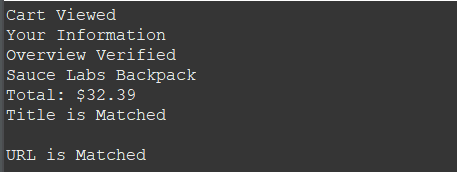 Cart Viewed
Your Information
Overview Verified
Sauce Labs Backpack
Total: $32.39
Title is Matched
URL is Matched